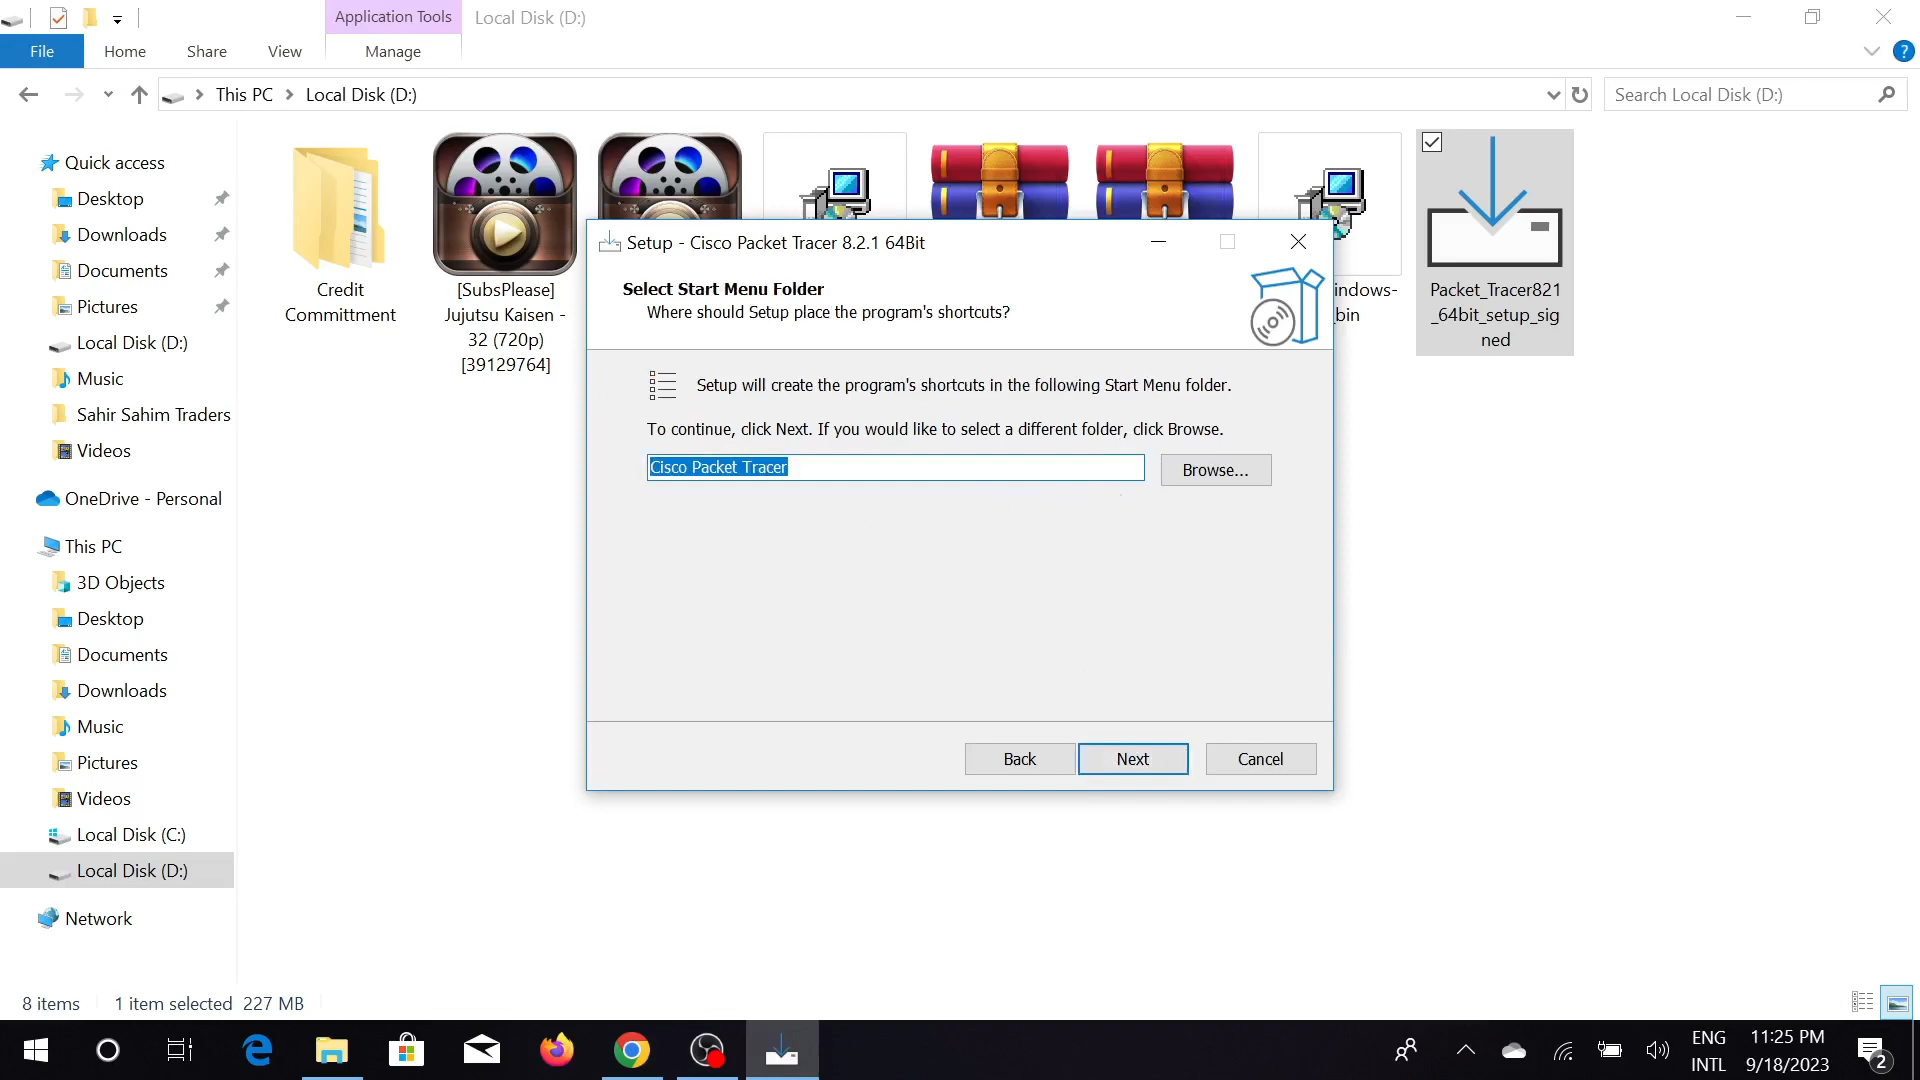 Application Tools
Local Disk (D:)
File
Home
Share
View
Manage
?
This PC
Local Disk (D:)
Search Local Disk (D:)
Quick access
Desktop
Downloads
Documents
Pictures
Local Disk (D:)
Music
Sahir Sahim Traders
Videos
OneDrive - Personal
This PC
3D Objects
Desktop
Documents
Downloads
Music
Pictures
Videos
Local Disk (C:)
Local Disk (D:)
Network
Credit
Committment
[SubsPlease]
Jujutsu Kaisen -
32 (720p)
[39129764]
indows-
bin
Packet_Tracer821
_64bit_setup_sig
ned
Setup - Cisco Packet Tracer 8.2.1 64Bit
Select Start Menu Folder
Where should Setup place the program's shortcuts?
Setup will create the program's shortcuts in the following Start Menu folder.
To continue, click Next. If you would like to select a different folder, click Browse.
Cisco Packet Tracer
Browse...
Back
Next
Cancel
8 items
1 item selected 227 MB
ENG
INTL
11:25 PM
9/18/2023
2